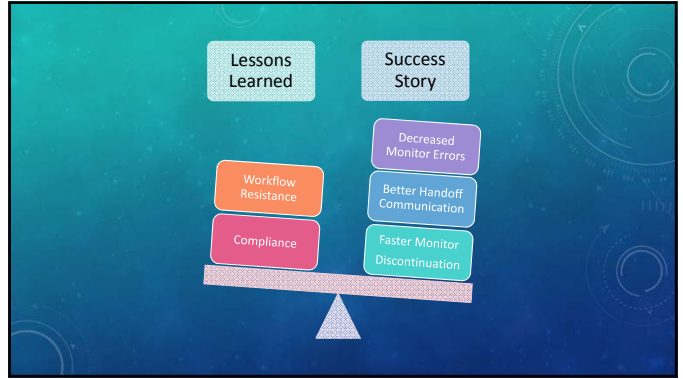 Lessons
Learned
Success
Story
Workflow
Resistance
Compliance
Decreased
Monitor Errors
Better Handoff
Communication
Faster Monitor
Discontinuation